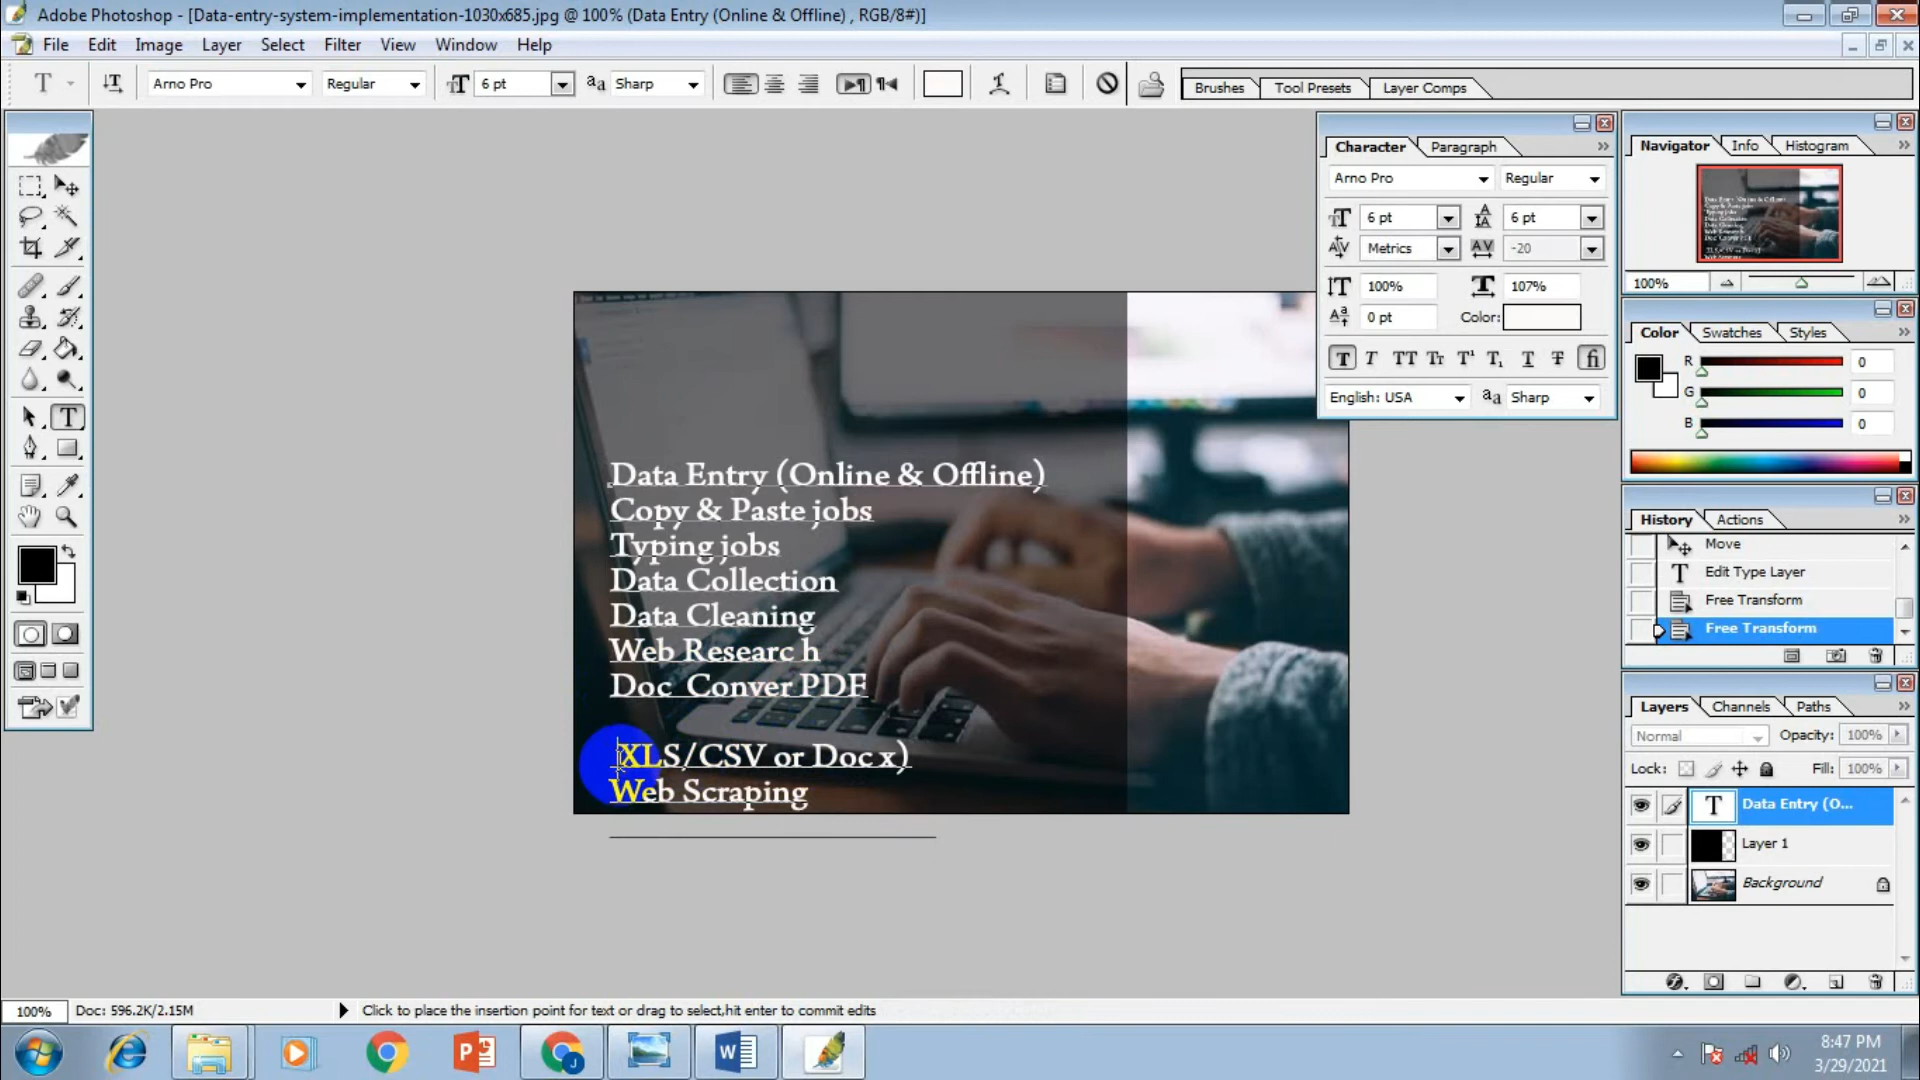 Adobe Photoshop - [Data-entry-system-implementation-1030x685.jpg @ 100% (Data Entry (Online & Offline) , RGB/8#)]
File Edit Image Layer Select Filter View Window Help
T Arno Pro Regular 6 pt Sharp Brushes Tool Presets Layer Comps
Character Paragraph
Arno Pro Regular
6 pt 6 pt
Metrics -20
100% 107%
0 pt Color:
English: USA Sharp
Navigator Info Histogram
100%
Color Swatches Styles
R 0
G 0
B 0
History Actions
Move
Edit Type Layer
Free Transform
Free Transform
Layers Channels Paths
Normal Opacity: 100%
Lock: Fill: 100%
T Data Entry (O...
Layer 1
Background
Data Entry (Online & Offline)
Copy & Paste jobs
Typing jobs
Data Collection
Data Cleaning
Web Researc h
Doc Conver PDF
XLS/CSV or Doc x)
Web Scraping
100% Doc: 596.2K/2.15M Click to place the insertion point for text or drag to select,hit enter to commit edits
8:47 PM
3/29/2021